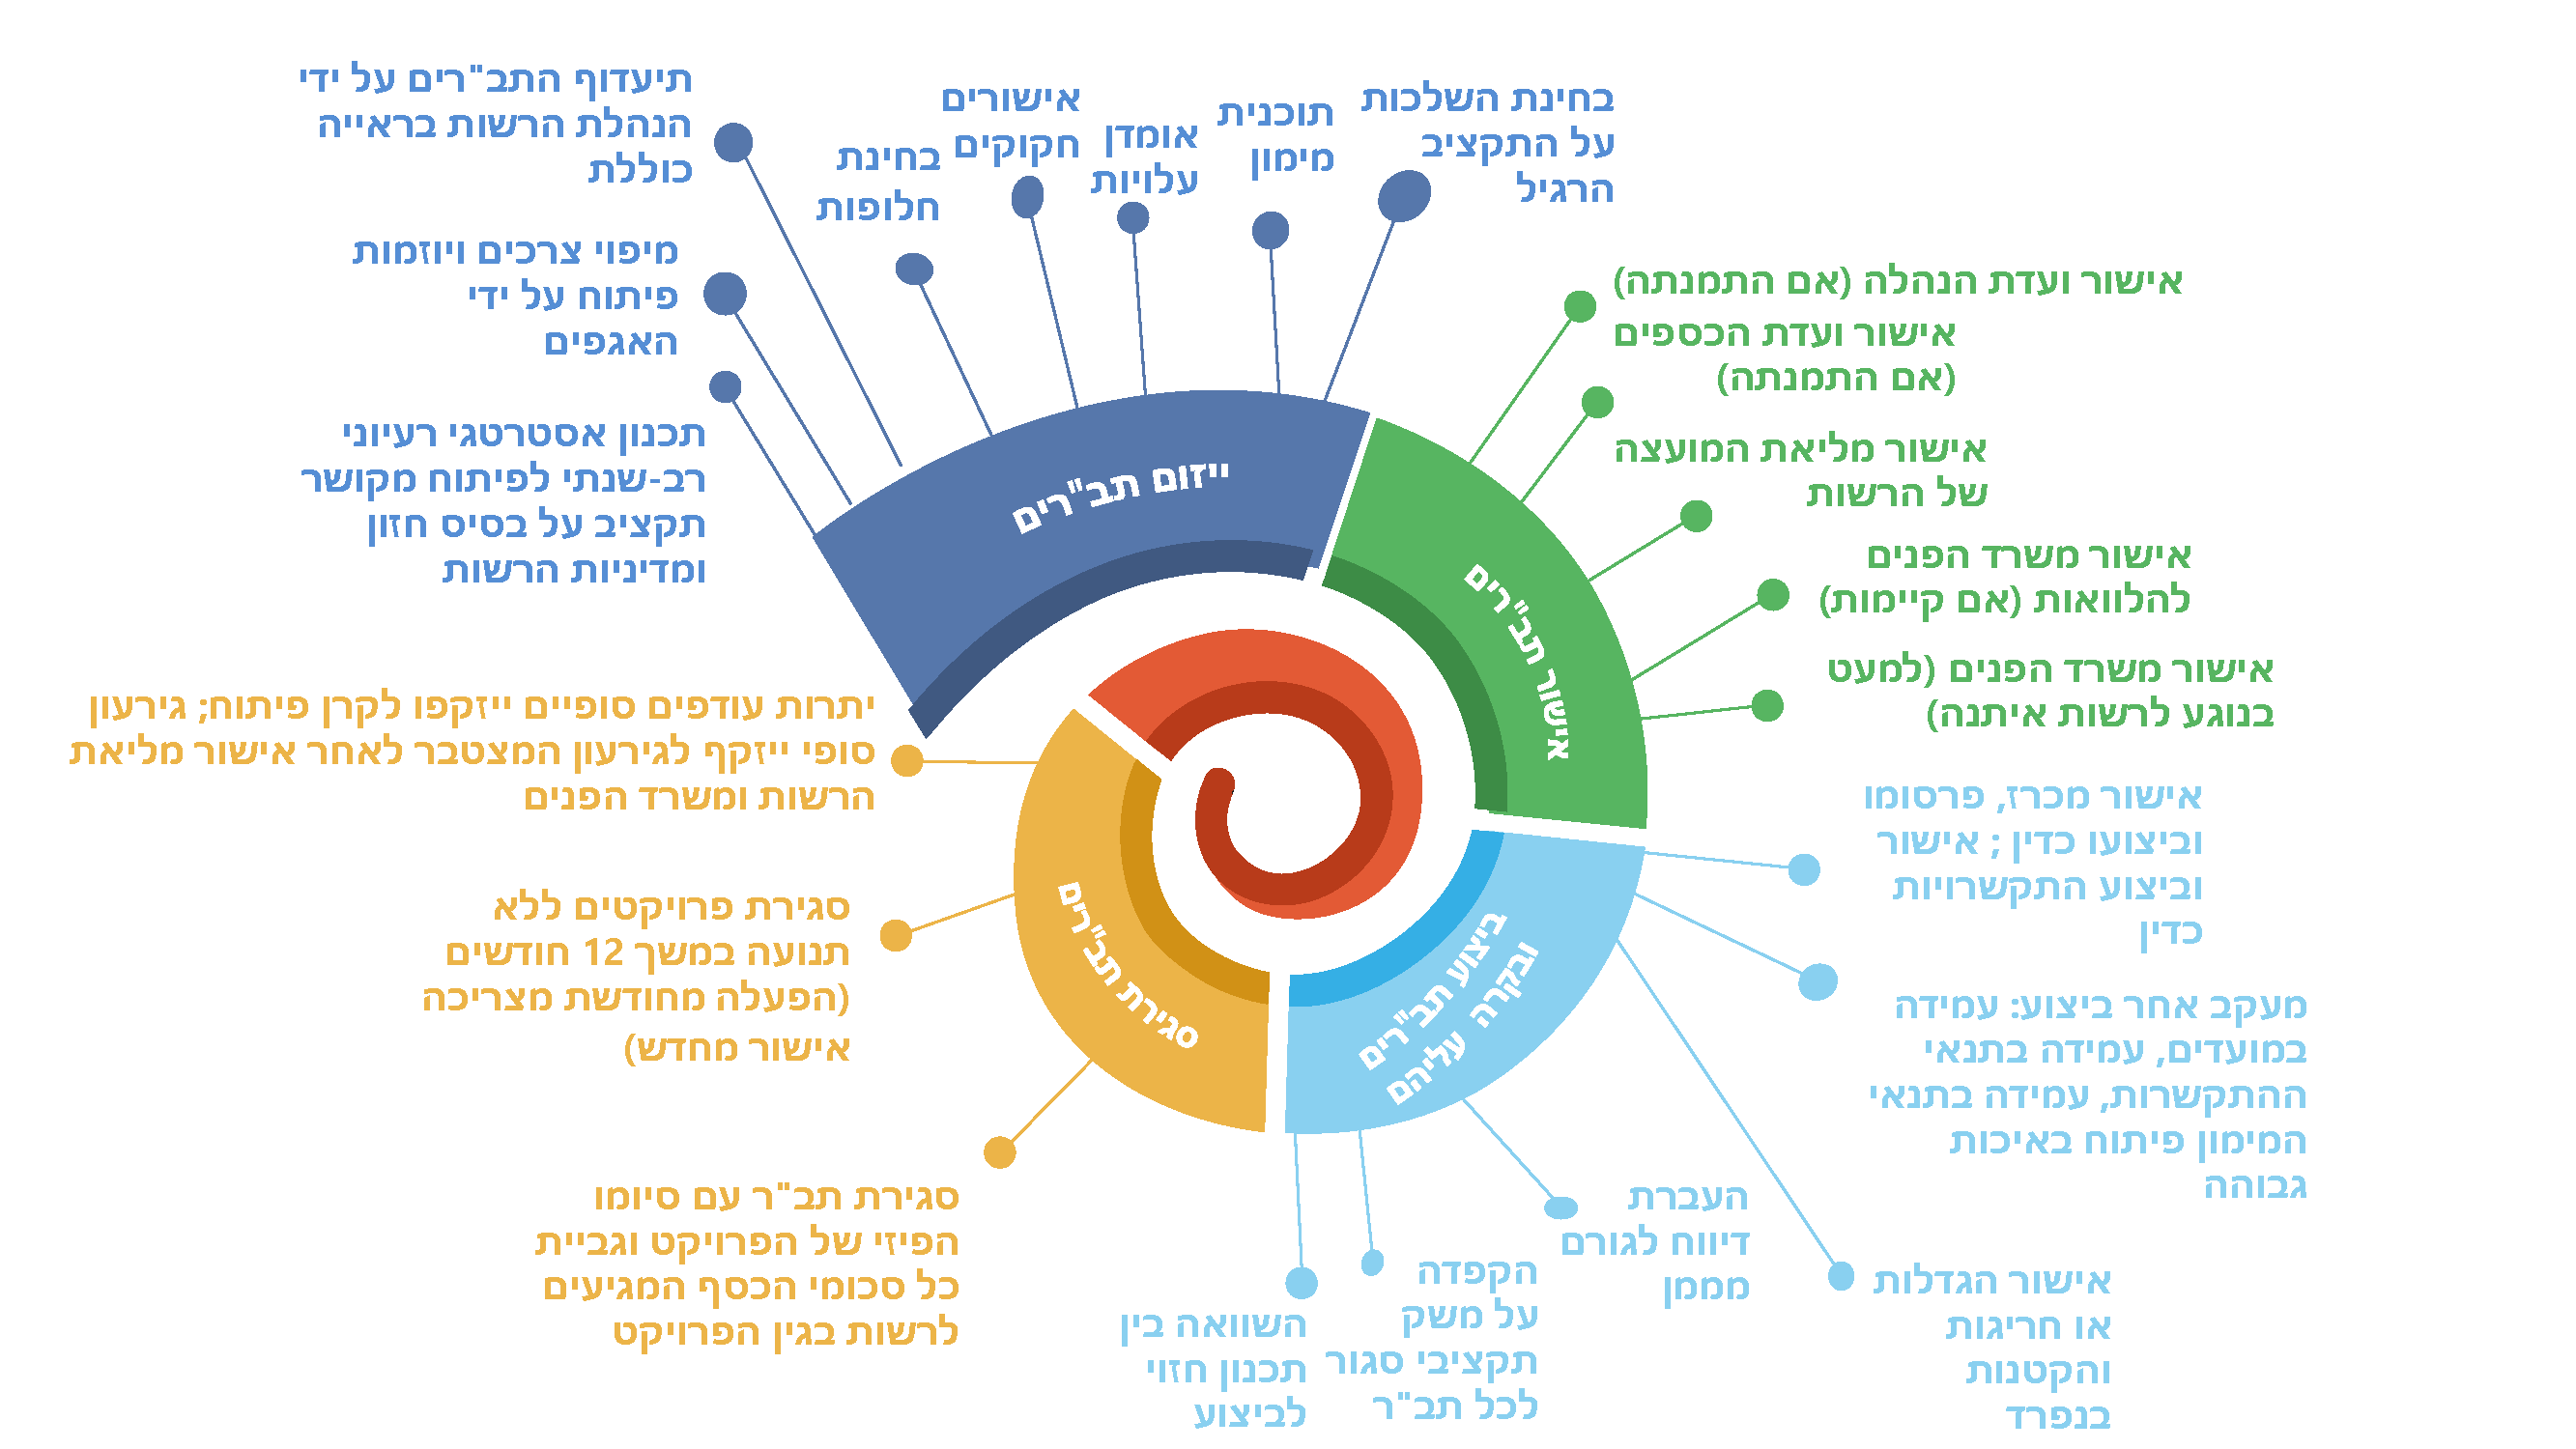 תיעדוף התב"רים על ידי
הנהלת הרשות בראייה
כוללת
מיפוי צרכים ויוזמות
פיתוח על ידי
האגפים
תכנון אסטרטגי רעיוני
רב-שנתי לפיתוח מקושר
תקציב על בסיס חזון
ומדיניות הרשות
בחינת
חלופות
אישורים
חקוקים
אומדן
עלויות
תוכנית
מימון
בחינת השלכות
על התקציב
הרגיל
ייזום תב"רים
אישור ועדת הנהלה (אם התמנתה)
אישור ועדת הכספים
(אם התמנתה)
אישור מליאת המועצה
של הרשות
אישור משרד הפנים
להלוואות (אם קיימות)
אישור משרד הפנים (למעט
בנוגע לרשות איתנה)
אישור תב"רים
אישור מכרז, פרסומו
וביצועו כדין ; אישור
וביצוע התקשרויות
כדין
מעקב אחר ביצוע: עמידה
במועדים, עמידה בתנאי
ההתקשרות, עמידה בתנאי
המימון פיתוח באיכות
גבוהה
אישור הגדלות
או חריגות
והקטנות
בנפרד
העברת
דיווח לגורם
מממן
הקפדה
על משק
תקציבי סגור
לכל תב"ר
השוואה בין
תכנון חזוי
לביצוע
ביצוע תב"רים
ובקרה עליהם
סגירת תב"ר עם סיומו
הפיזי של הפרויקט וגביית
כל סכומי הכסף המגיעים
לרשות בגין הפרויקט
סגירת פרויקטים ללא
תנועה במשך 12 חודשים
(הפעלה מחודשת מצריכה
אישור מחדש)
יתרות עודפים סופיים ייזקפו לקרן פיתוח; גירעון
סופי ייזקף לגירעון המצטבר לאחר אישור מליאת
הרשות ומשרד הפנים
סגירת תב"רים